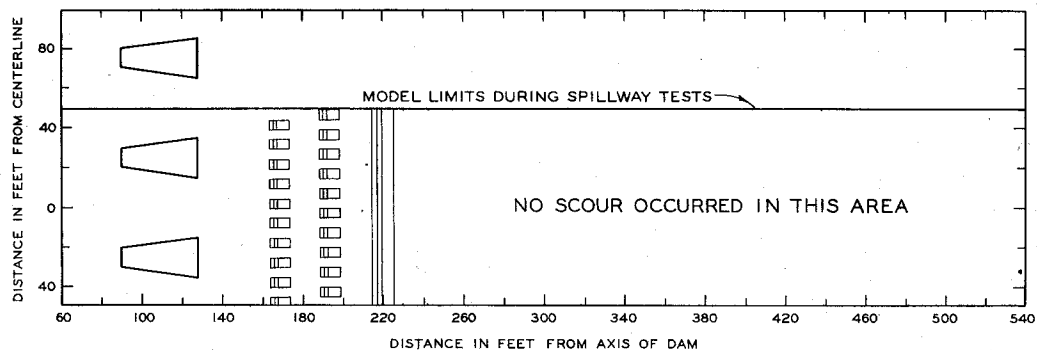 DISTANCE IN FEET FROM CENTERLINE
80
40
0
40
MODEL LIMITS DURING SPILLWAY TESTS
NO SCOUR OCCURRED IN THIS AREA
60 100 140 180 220 260 300 340 380 420 460 500 540
DISTANCE IN FEET FROM AXIS OF DAM